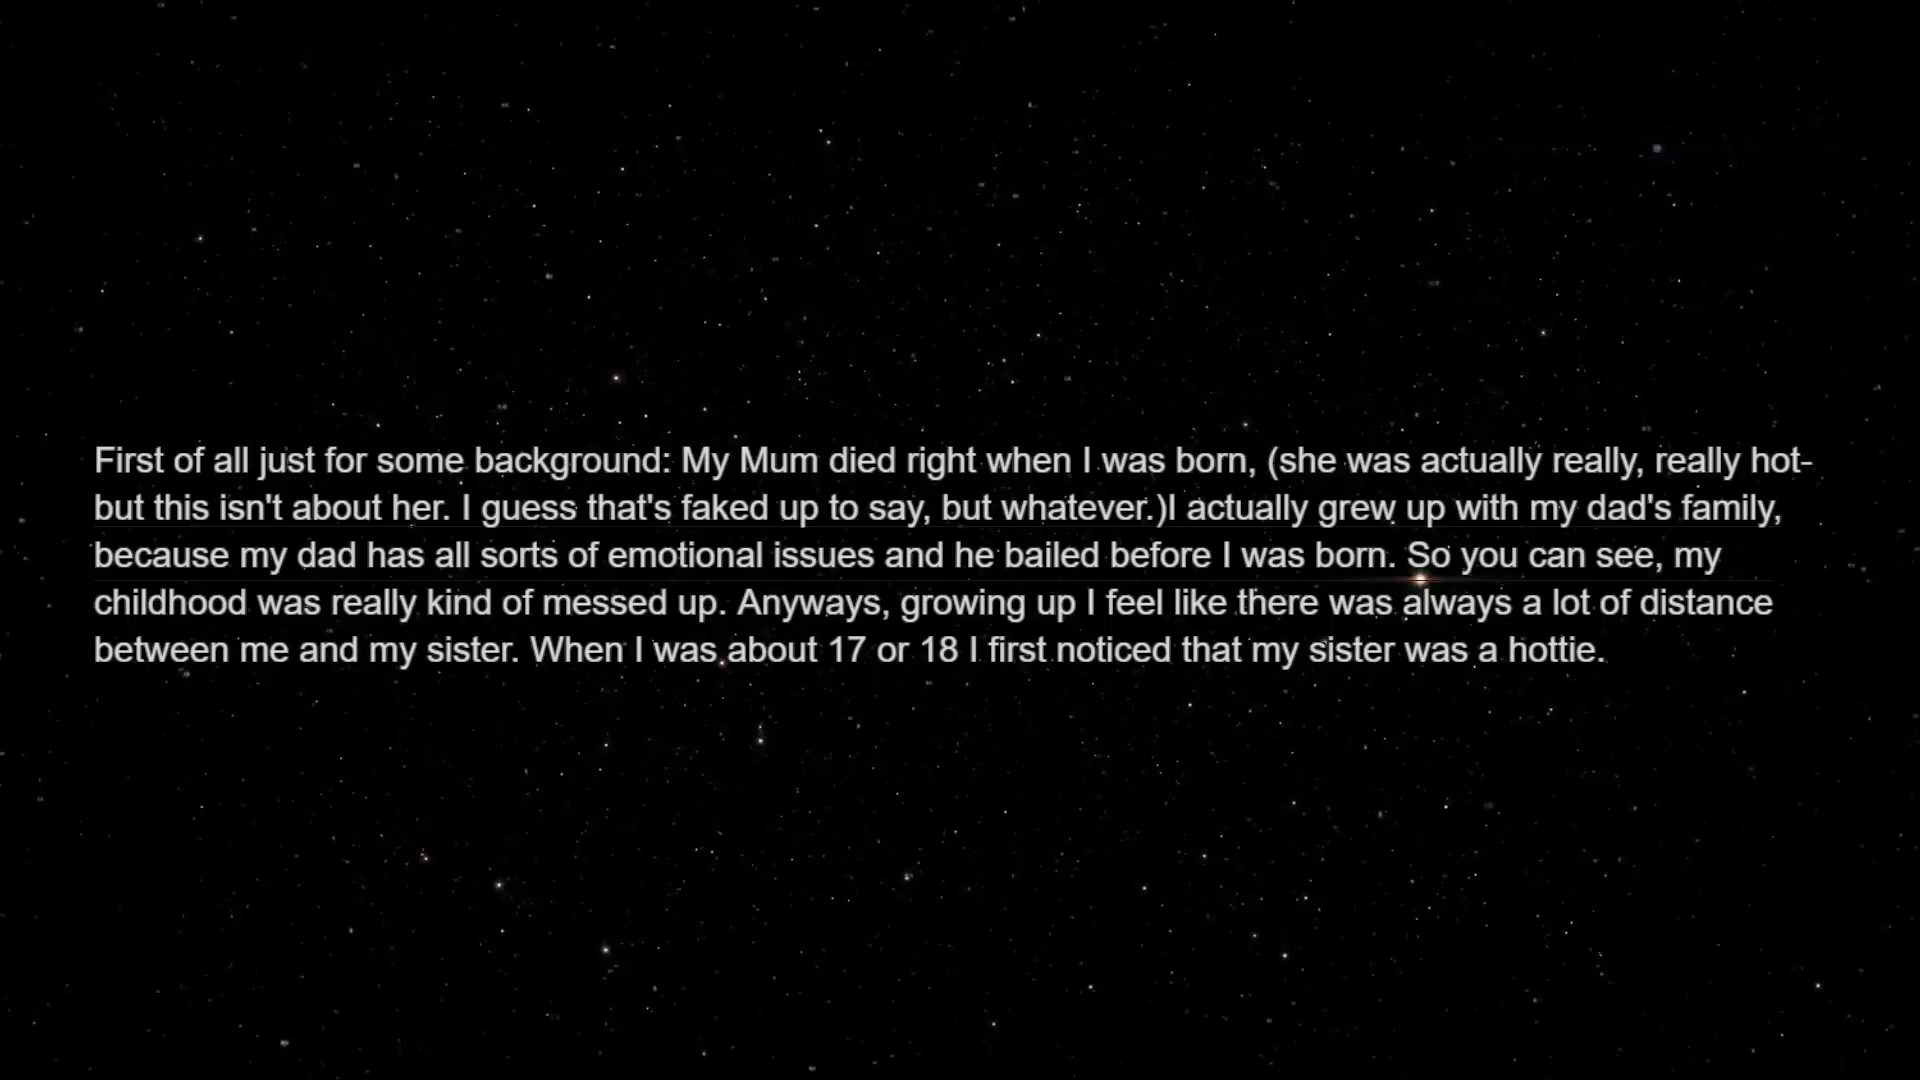 First of all just for some background: My Mum died right when I was born, (she was actually really, really hot-
but this isn't about her. I guess that's faked up to say, but whatever.)I actually grew up with my dad's family,
because my dad has all sorts of emotional issues and he bailed before I was born. So you can see, my
childhood was really kind of messed up. Anyways, growing up I feel like there was always a lot of distance
between me and my sister. When I was about 17 or 18 I first noticed that my sister was a hottie.